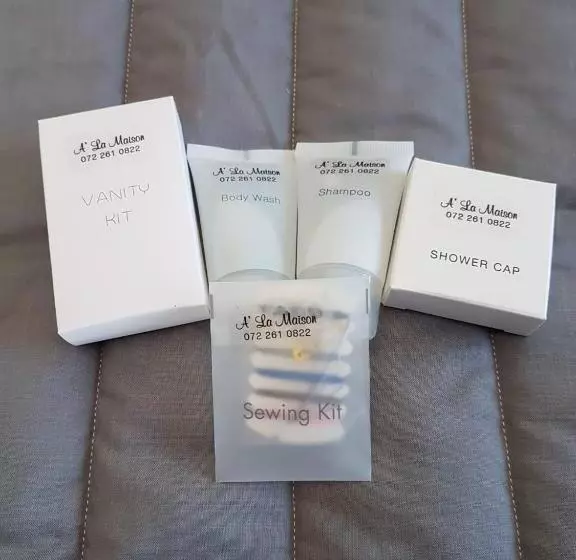 A' La Maison
072 261 0822
VANITY
KIT
A' La Maison
072 261 0822
Body Wash
A' La Maison
072 261 0822
Shampoo
A' La Maison
072 261 0822
SHOWER CAP
A' La Maison
072 261 0822
Sewing Kit